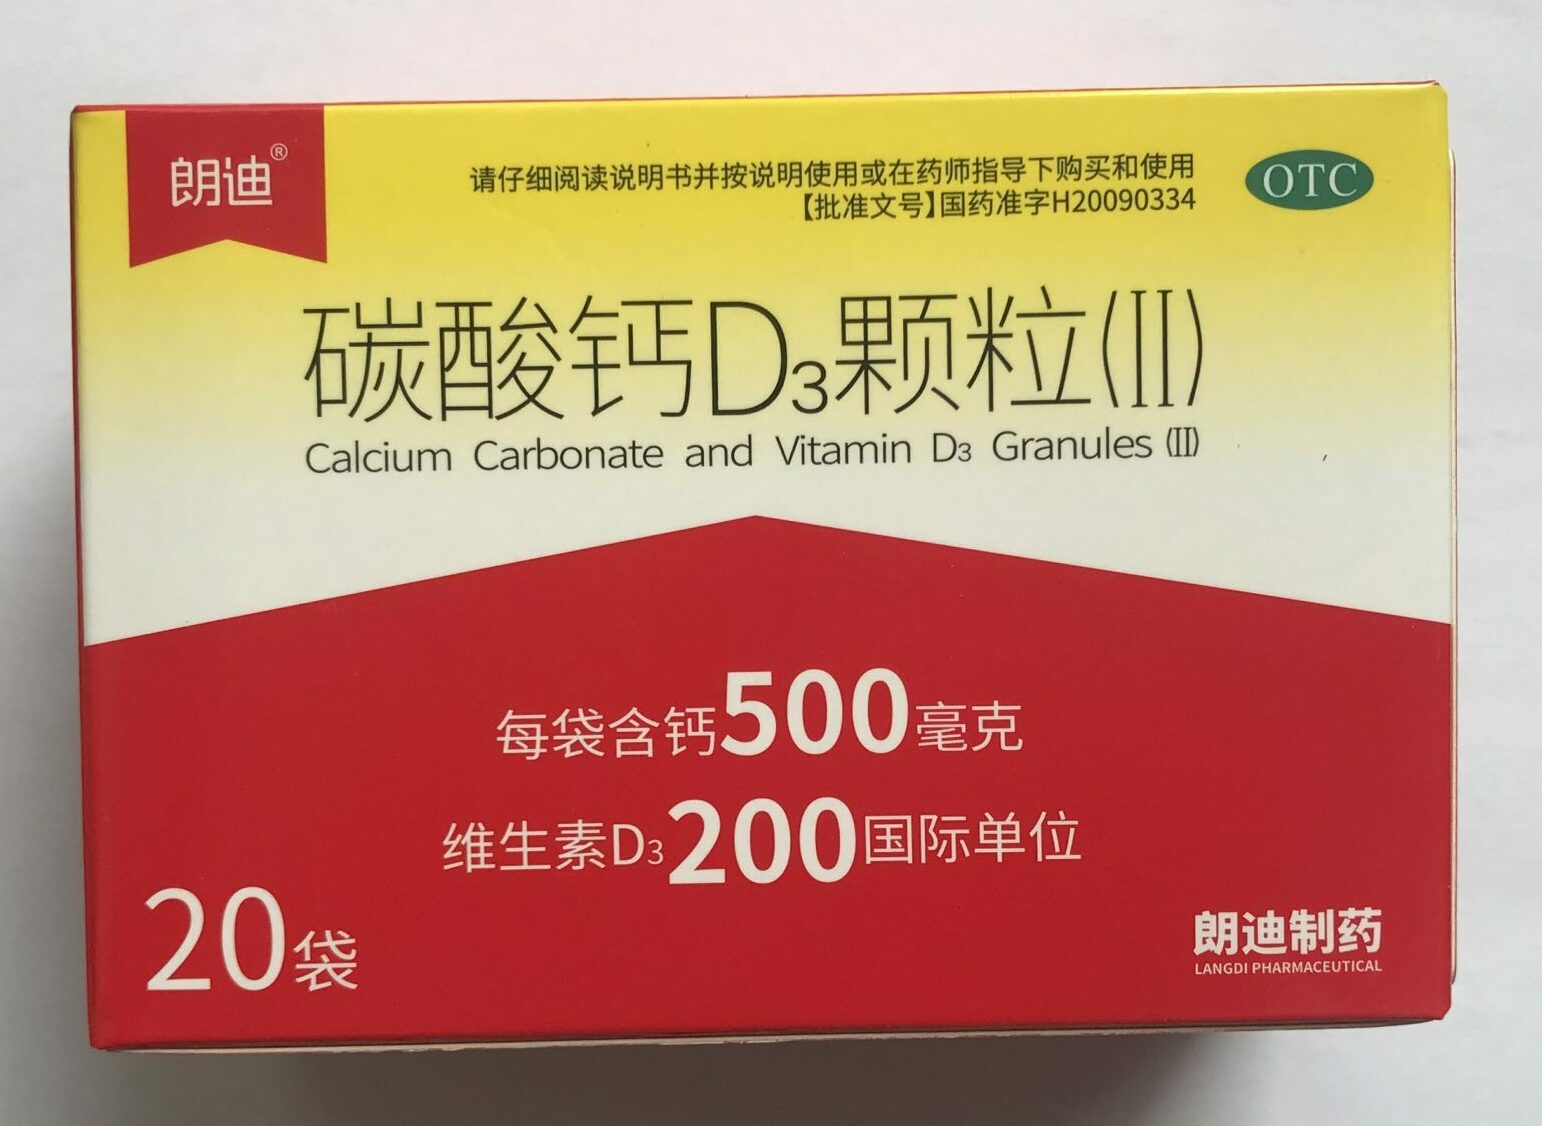 朗迪®
请仔细阅读说明书并按说明使用或在药师指导下购买和使用
【批准文号】国药准字H20090334
OTC
碳酸钙D3颗粒(II)
Calcium Carbonate and Vitamin D3 Granules (II)
每袋含钙500毫克
维生素D3200国际单位
20袋
朗迪制药
LANGDI PHARMACEUTICAL